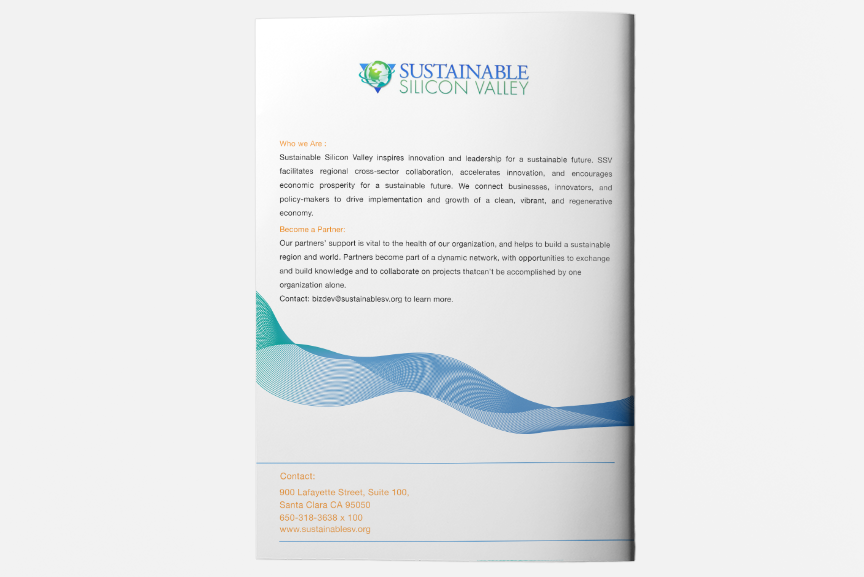 SUSTAINABLE
SILICON VALLEY
Who we Are :
Sustainable Silicon Valley inspires innovation and leadership for a sustainable future. SSV
facilitates regional cross-sector collaboration, accelerates innovation, and encourages
economic prosperity for a sustainable future. We connect businesses, innovators, and
policy-makers to drive implementation and growth of a clean, vibrant, and regenerative
economy.
Become a Partner:
Our partners' support is vital to the health of our organization, and helps to build a sustainable
region and world. Partners become part of a dynamic network, with opportunities to exchange
and build knowledge and to collaborate on projects thatcan't be accomplished by one
organization alone.
Contact: bizdev@sustainablesv.org to learn more.
Contact:
900 Lafayette Street, Suite 100,
Santa Clara CA 95050
650-318-3638 x 100
www.sustainablesv.org